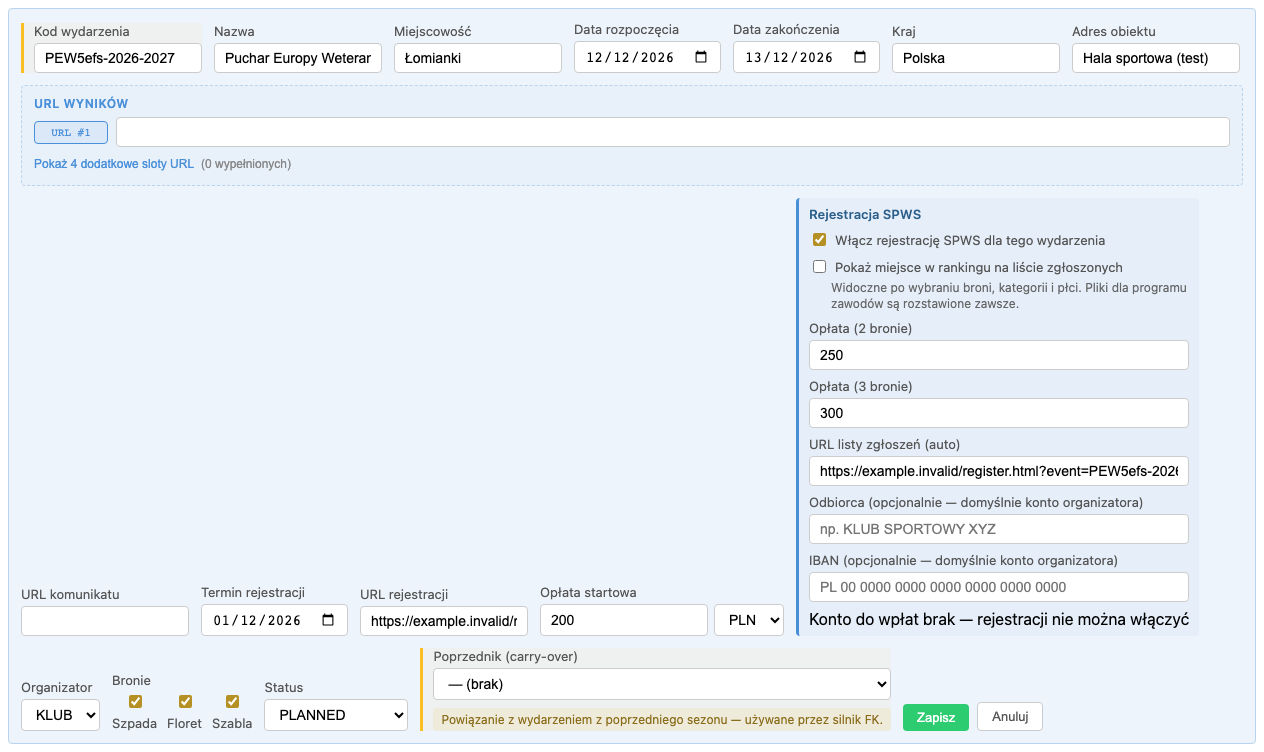 Kod wydarzenia
PEW5efs-2026-2027
Nazwa
Puchar Europy Weterar
Miejscowość
Łomianki
Data rozpoczęcia
12/12/2026
Data zakończenia
13/12/2026
Kraj
Polska
Adres obiektu
Hala sportowa (test)
URL WYNIKÓW
URL #1
Pokaż 4 dodatkowe sloty URL (0 wypełnionych)
Rejestracja SPWS
Włącz rejestrację SPWS dla tego wydarzenia
Pokaż miejsce w rankingu na liście zgłoszonych
Widoczne po wybraniu broni, kategorii i płci. Pliki dla programu
zawodów są rozstawione zawsze.
Opłata (2 bronie)
250
Opłata (3 bronie)
300
URL listy zgłoszeń (auto)
https://example.invalid/register.html?event=PEW5efs-2026
Odbiorca (opcjonalnie — domyślnie konto organizatora)
np. KLUB SPORTOWY XYZ
IBAN (opcjonalnie — domyślnie konto organizatora)
PL 00 0000 0000 0000 0000 0000 0000
Konto do wpłat brak — rejestracji nie można włączyć
URL komunikatu
Termin rejestracji
01/12/2026
URL rejestracji
https://example.invalid/r
Opłata startowa
200
PLN
Organizator
KLUB
Bronie
Szpada
Floret
Szabla
Status
PLANNED
Poprzednik (carry-over)
— (brak)
Powiązanie z wydarzeniem z poprzedniego sezonu — używane przez silnik FK.
Zapisz
Anuluj